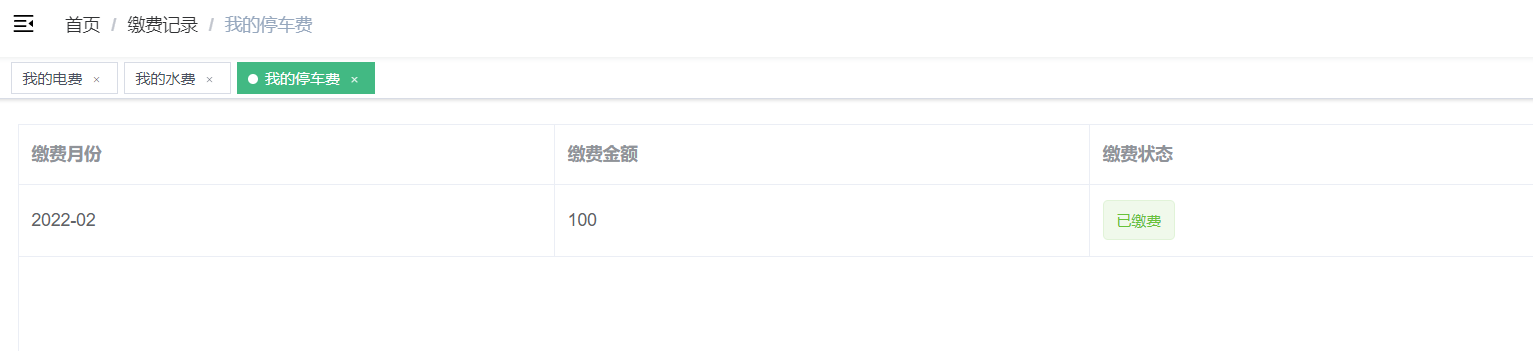 首页 / 缴费记录 / 我的停车费
我的电费 × 我的水费 × 我的停车费 ×
缴费月份 缴费金额 缴费状态
2022-02 100 已缴费